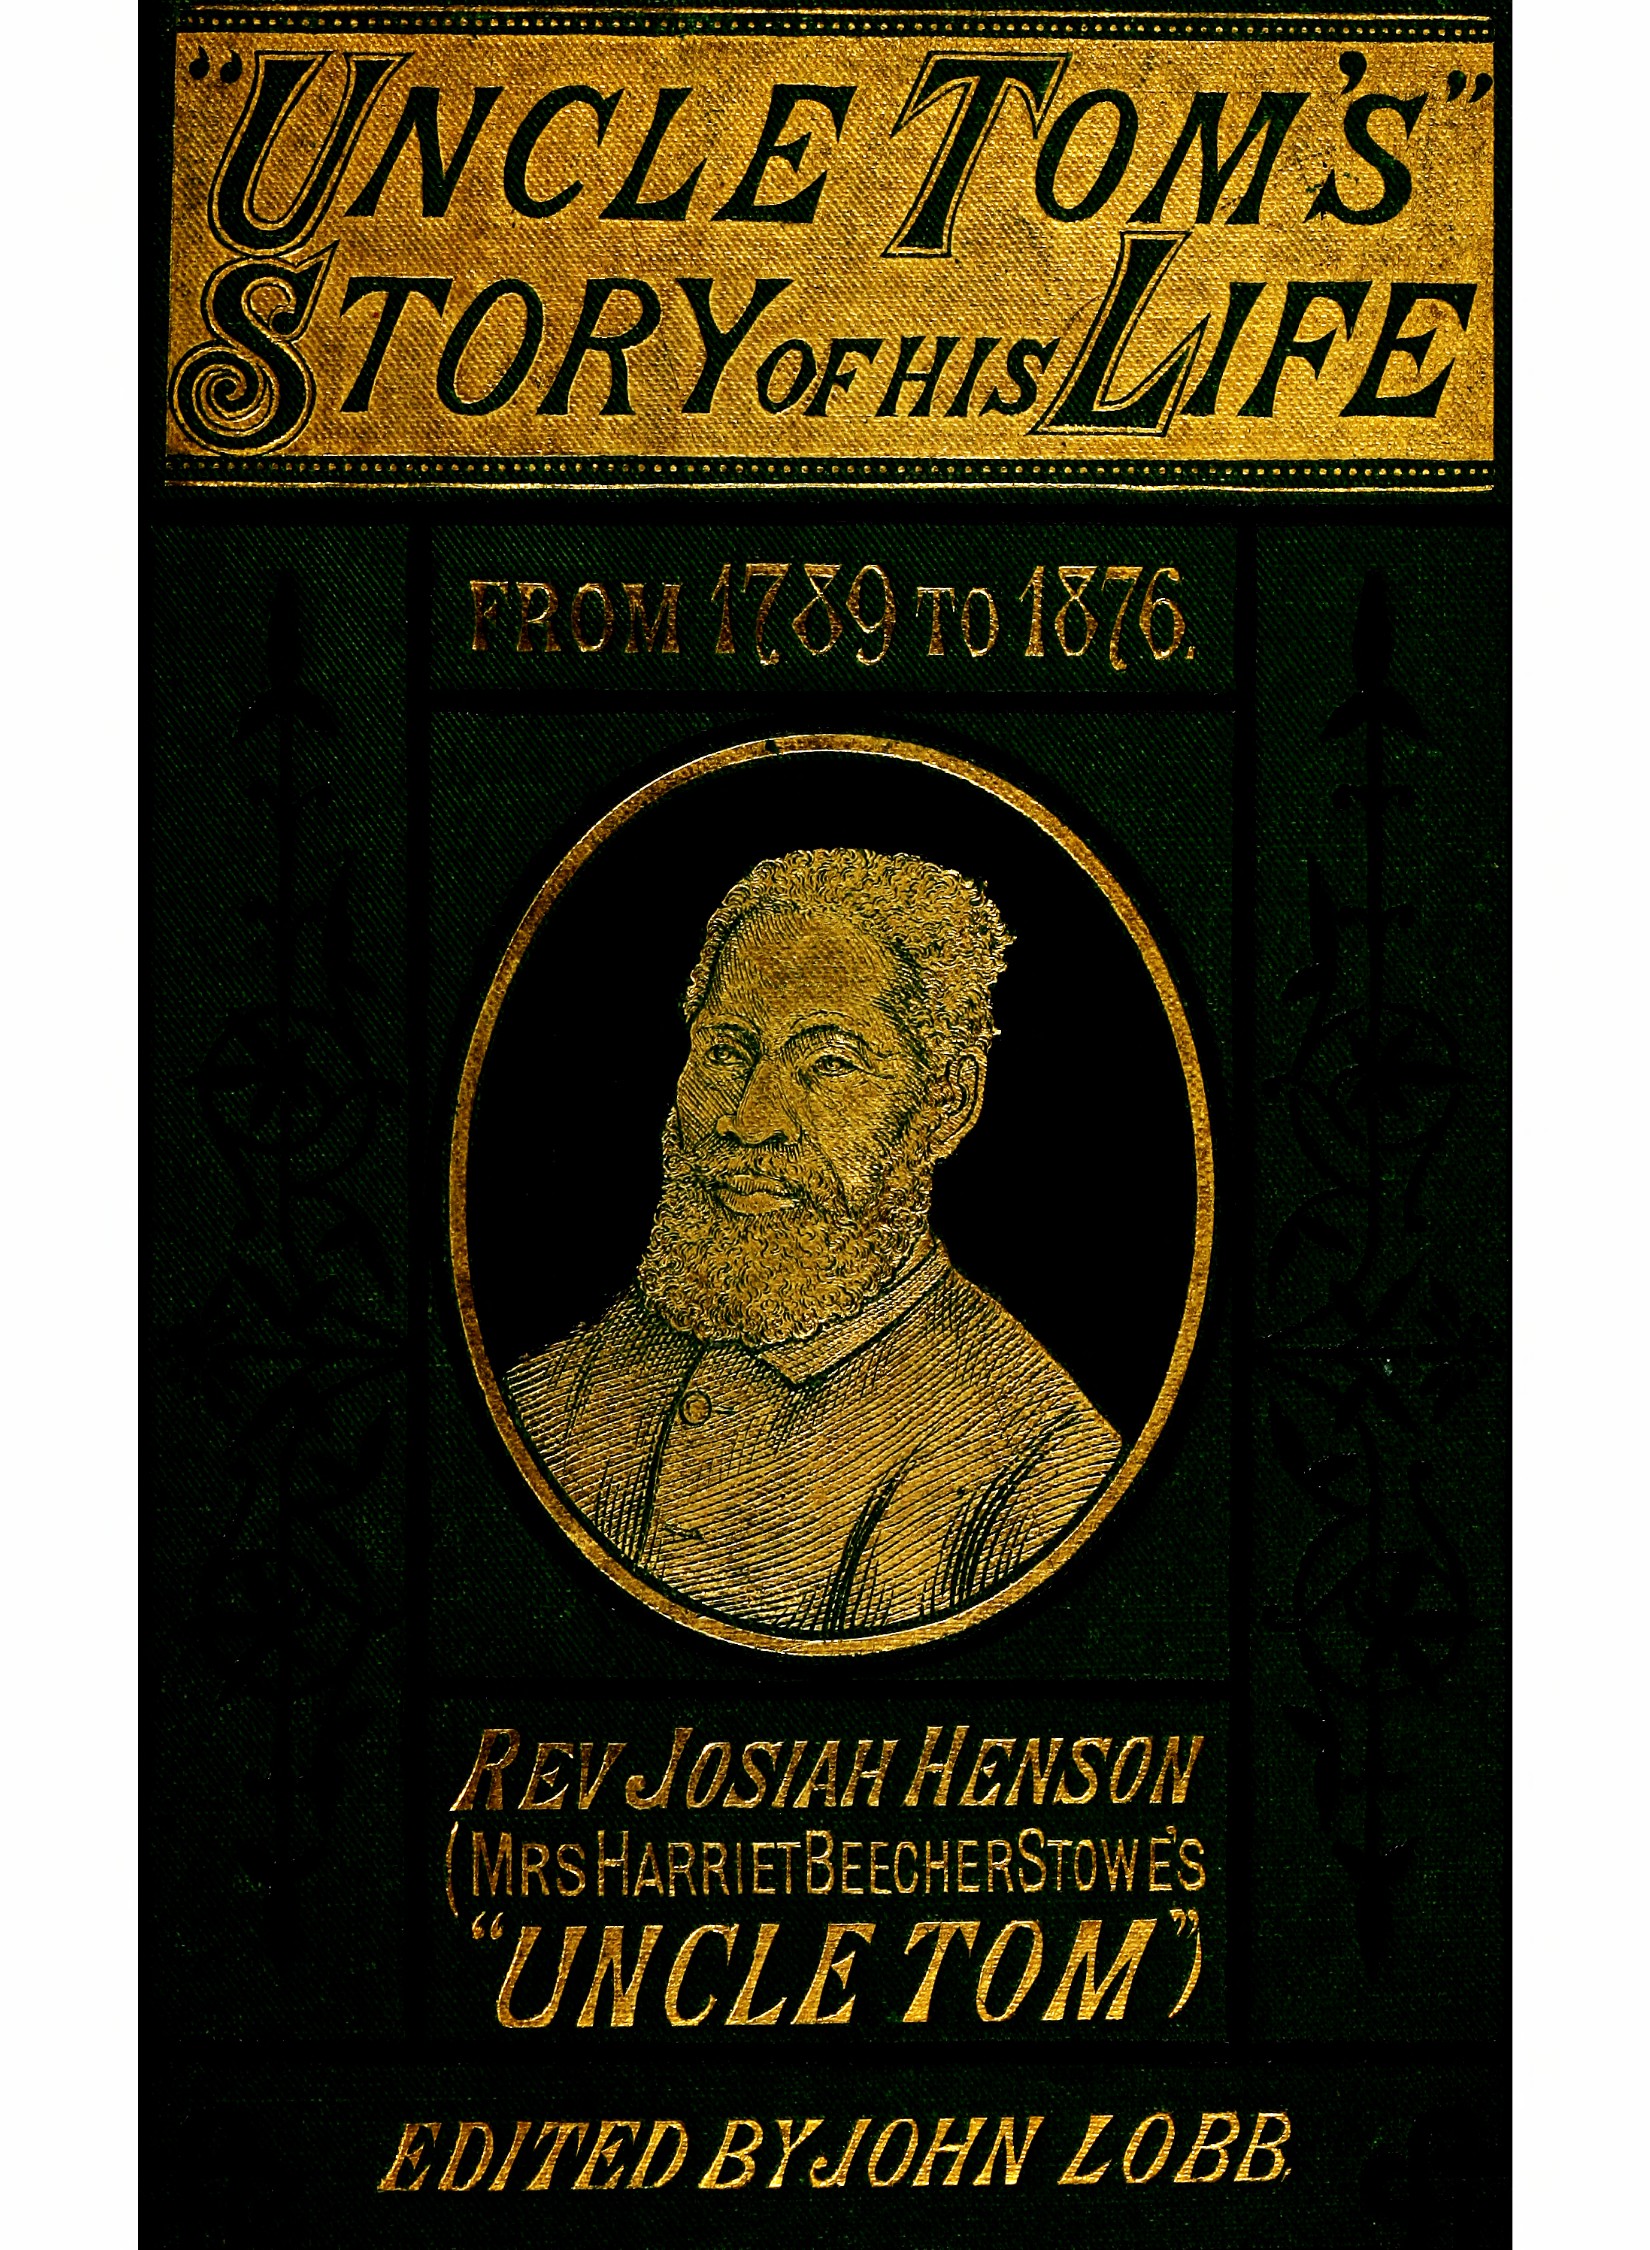 “UNCLE TOM'S”
STORY OF HIS LIFE
FROM 1789 TO 1876.
REV JOSIAH HENSON
(MRS HARRIET BEECHER STOWE'S
“UNCLE TOM”)
EDITED BY JOHN LOBB,